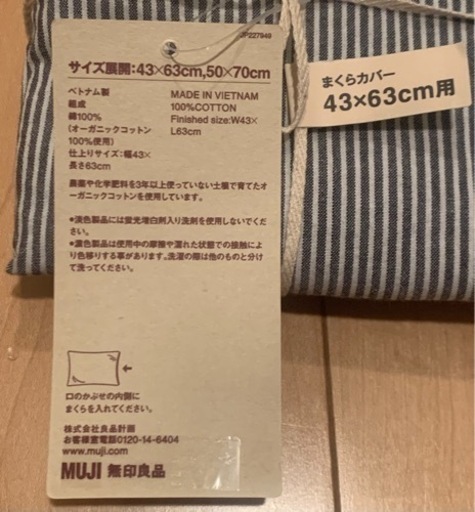 JP227949
サイズ展開:43×63cm,50×70cm
まくらカバー
43×63cm用
ベトナム製
組成
綿100%
(オーガニックコットン
100%使用)
仕上りサイズ:幅43×
長さ63cm
MADE IN VIETNAM
100%COTTON
Finished size:W43×
L63cm
農薬や化学肥料を3年以上使っていない土壌で育てたオ
ーガニックコットンを使用しています。
●淡色製品には蛍光増白剤入り洗剤を使用しないでくだ
さい。
●濃色製品は使用中の摩擦や濡れた状態での接触によ
り色移りする事があります。洗濯の際は他のものと分け
て洗ってください。
口のかぶせの内側に
まくらを入れてください。
株式会社良品計画
お客様室電話0120-14-6404
www.muji.com
MUJI 無印良品